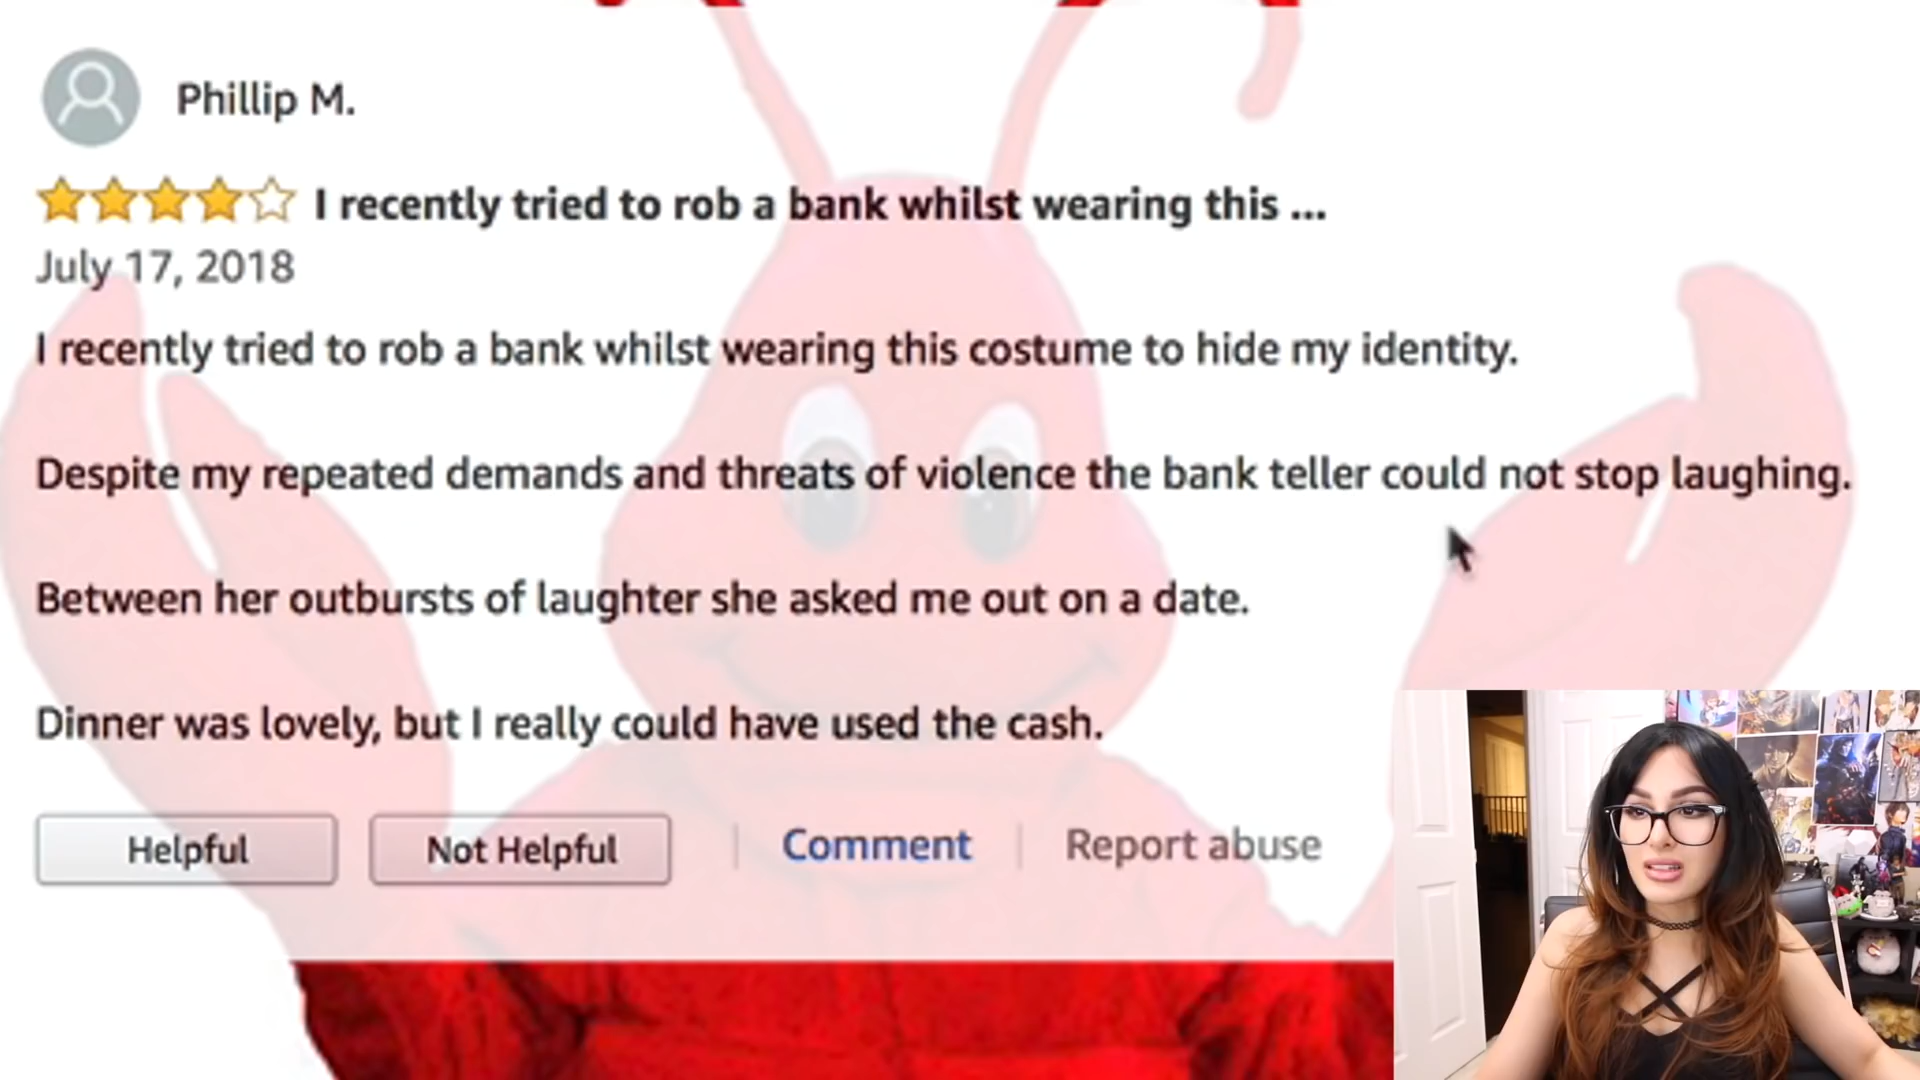 Phillip M.
I recently tried to rob a bank whilst wearing this ...
July 17, 2018
I recently tried to rob a bank whilst wearing this costume to hide my identity.
Despite my repeated demands and threats of violence the bank teller could not stop laughing.
Between her outbursts of laughter she asked me out on a date.
Dinner was lovely, but I really could have used the cash.
Helpful
Not Helpful
Comment
Report abuse